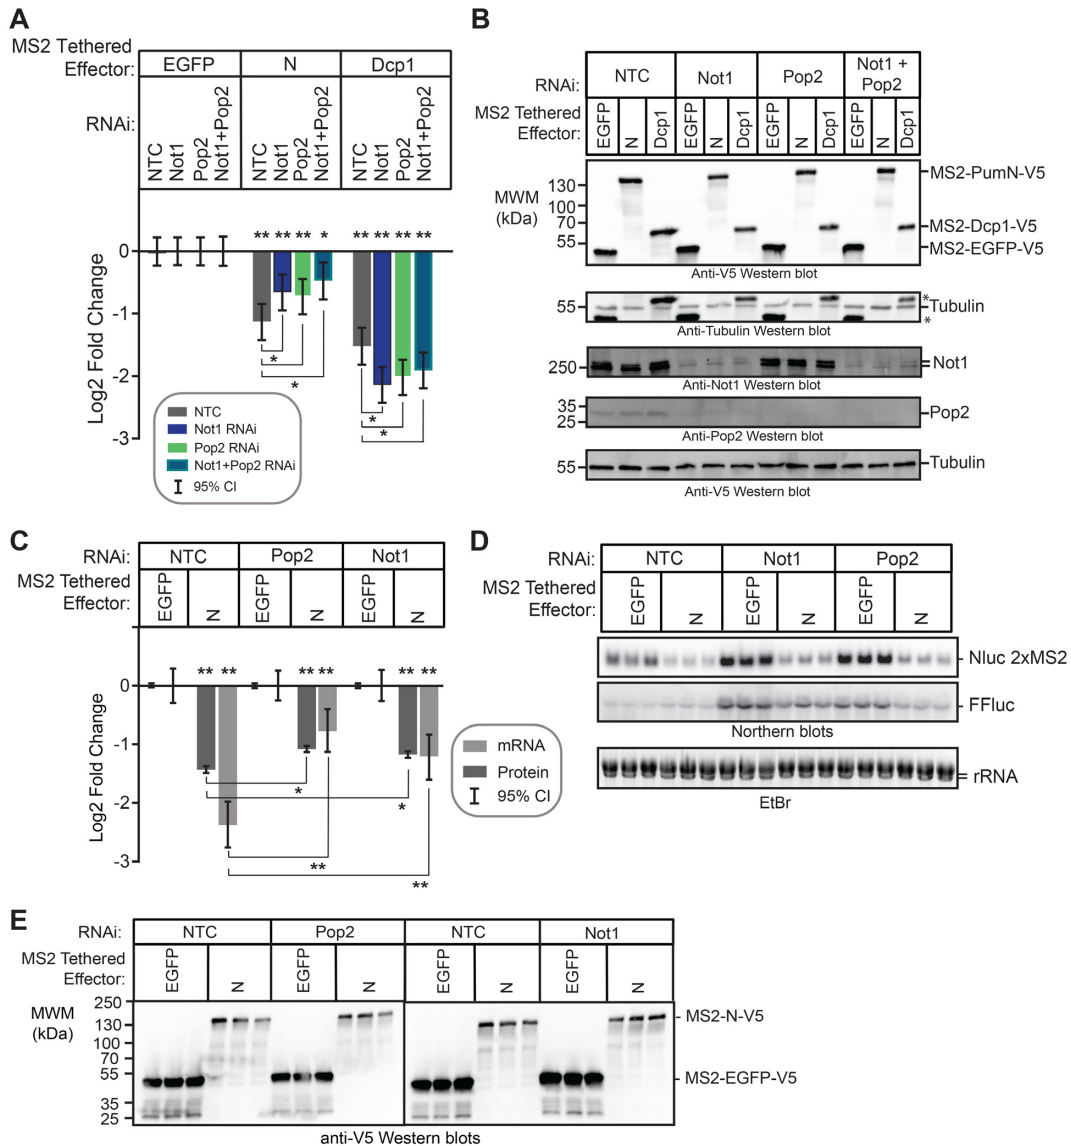 A
MS2 Tethered
Effector:
EGFP N Dcp1
RNAi:
NTC Not1 Pop2 Not1+Pop2 NTC Not1 Pop2 Not1+Pop2 NTC Not1 Pop2 Not1+Pop2
** ** ** * ** ** ** **
Log2 Fold Change
0
-1
-2
-3
*
*
*
*
NTC
Not1 RNAi
Pop2 RNAi
Not1+Pop2 RNAi
95% CI
B
RNAi: NTC Not1 Pop2 Not1 +
Pop2
MS2 Tethered
Effector:
EGFP N Dcp1 EGFP N Dcp1 EGFP N Dcp1 EGFP N Dcp1
MWM
(kDa)
130
100
70
55
MS2-PumN-V5
MS2-Dcp1-V5
MS2-EGFP-V5
Anti-V5 Western blot
55 Tubulin
*
*
Anti-Tubulin Western blot
250 Not1
Anti-Not1 Western blot
35
25
Pop2
Anti-Pop2 Western blot
55 Tubulin
Anti-V5 Western blot
C
RNAi: NTC Pop2 Not1
MS2 Tethered
Effector:
EGFP N EGFP N EGFP N
** ** ** ** ** **
Log2 Fold Change
0
-1
-2
-3
*
*
**
**
mRNA
Protein
95% CI
D
RNAi: NTC Not1 Pop2
MS2 Tethered
Effector:
EGFP N EGFP N EGFP N
Nluc 2xMS2
FFluc
Northern blots
rRNA
EtBr
E
RNAi: NTC Pop2 NTC Not1
MS2 Tethered
Effector:
EGFP N EGFP N EGFP N EGFP N
MWM
(kDa)
250
130
100
70
55
35
25
MS2-N-V5
MS2-EGFP-V5
anti-V5 Western blots